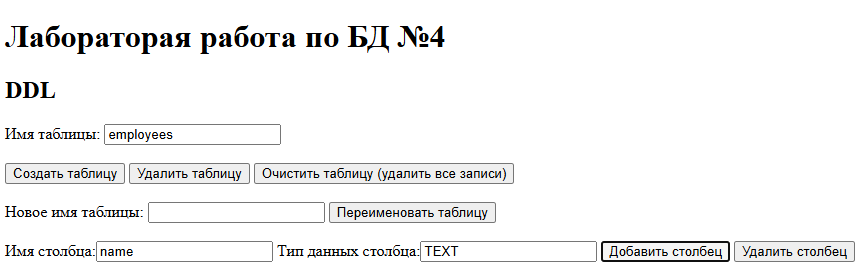 Лабораторая работа по БД №4
DDL
Имя таблицы: employees
Создать таблицу Удалить таблицу Очистить таблицу (удалить все записи)
Новое имя таблицы: Переименовать таблицу
Имя столбца: name Тип данных столбца: TEXT Добавить столбец Удалить столбец